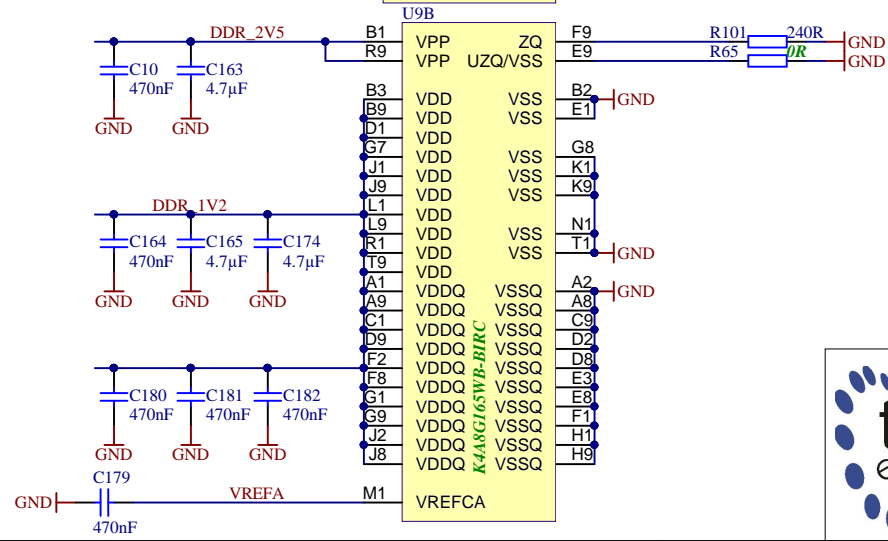 U9B
DDR_2V5 B1 VPP ZQ F9 R101 240R GND
R9 VPP UZQ/VSS E9 R65 0R GND
C10 C163
470nF 4.7µF
GND GND
B3 VDD VSS B2 GND
B9 VDD VSS E1
D1 VDD
G7 VDD VSS G8
J1 VDD VSS K1
J9 VDD VSS K9
DDR_1V2 L1 VDD
L9 VDD VSS N1
R1 VDD VSS T1 GND
T9 VDD
C164 C165 C174
470nF 4.7µF 4.7µF
GND GND GND
A1 VDDQ VSSQ A2 GND
A9 VDDQ VSSQ A8
C1 VDDQ VSSQ C9
D9 VDDQ VSSQ D2
F2 VDDQ VSSQ D8
F8 VDDQ VSSQ E3
G1 VDDQ VSSQ E8
G9 VDDQ VSSQ F1
J2 VDDQ VSSQ H1
J8 VDDQ VSSQ H9
K4A8G165WB-BIRC
C180 C181 C182
470nF 470nF 470nF
GND GND GND
C179
GND VREFA M1 VREFCA
470nF